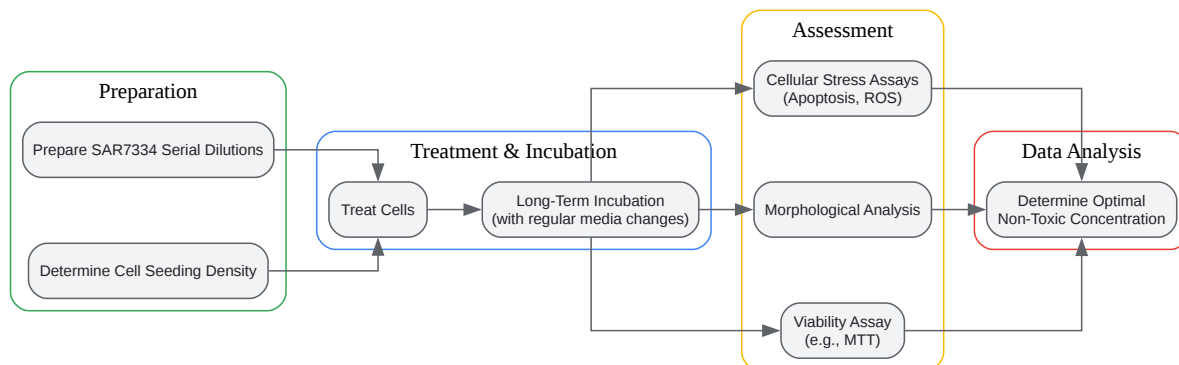 Preparation
Prepare SAR7334 Serial Dilutions
Determine Cell Seeding Density
Treatment & Incubation
Treat Cells
Long-Term Incubation
(with regular media changes)
Assessment
Cellular Stress Assays
(Apoptosis, ROS)
Morphological Analysis
Viability Assay
(e.g., MTT)
Data Analysis
Determine Optimal
Non-Toxic Concentration